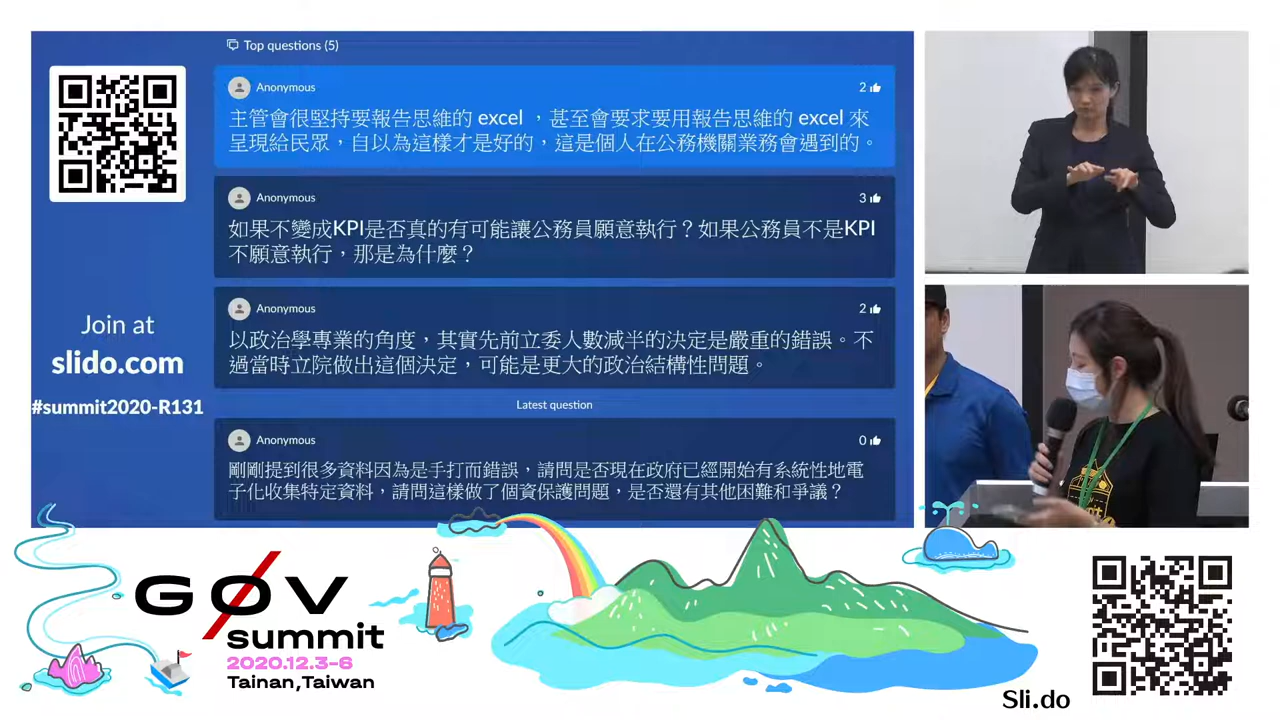 Top questions (5)
Anonymous
2
主管會很堅持要報告思維的 excel ，甚至會要求要用報告思維的 excel 來
呈現給民眾，自以為這樣才是好的，這是個人在公務機關業務會遇到的。
Anonymous
3
如果不變成KPI是否真的有可能讓公務員願意執行？如果公務員不是KPI
不願意執行，那是為什麼？
Anonymous
2
以政治學專業的角度，其實先前立委人數減半的決定是嚴重的錯誤。不
過當時立院做出這個決定，可能是更大的政治結構性問題。
Latest question
Anonymous
0
剛剛提到很多資料因為是手打而錯誤，請問是否現在政府已經開始有系統性地電
子化收集特定資料，請問這樣做了個資保護問題，是否還有其他困難和爭議？
Join at
slido.com
#summit2020-R131
GØV
summit
2020.12.3-6
Tainan,Taiwan
Sli.do